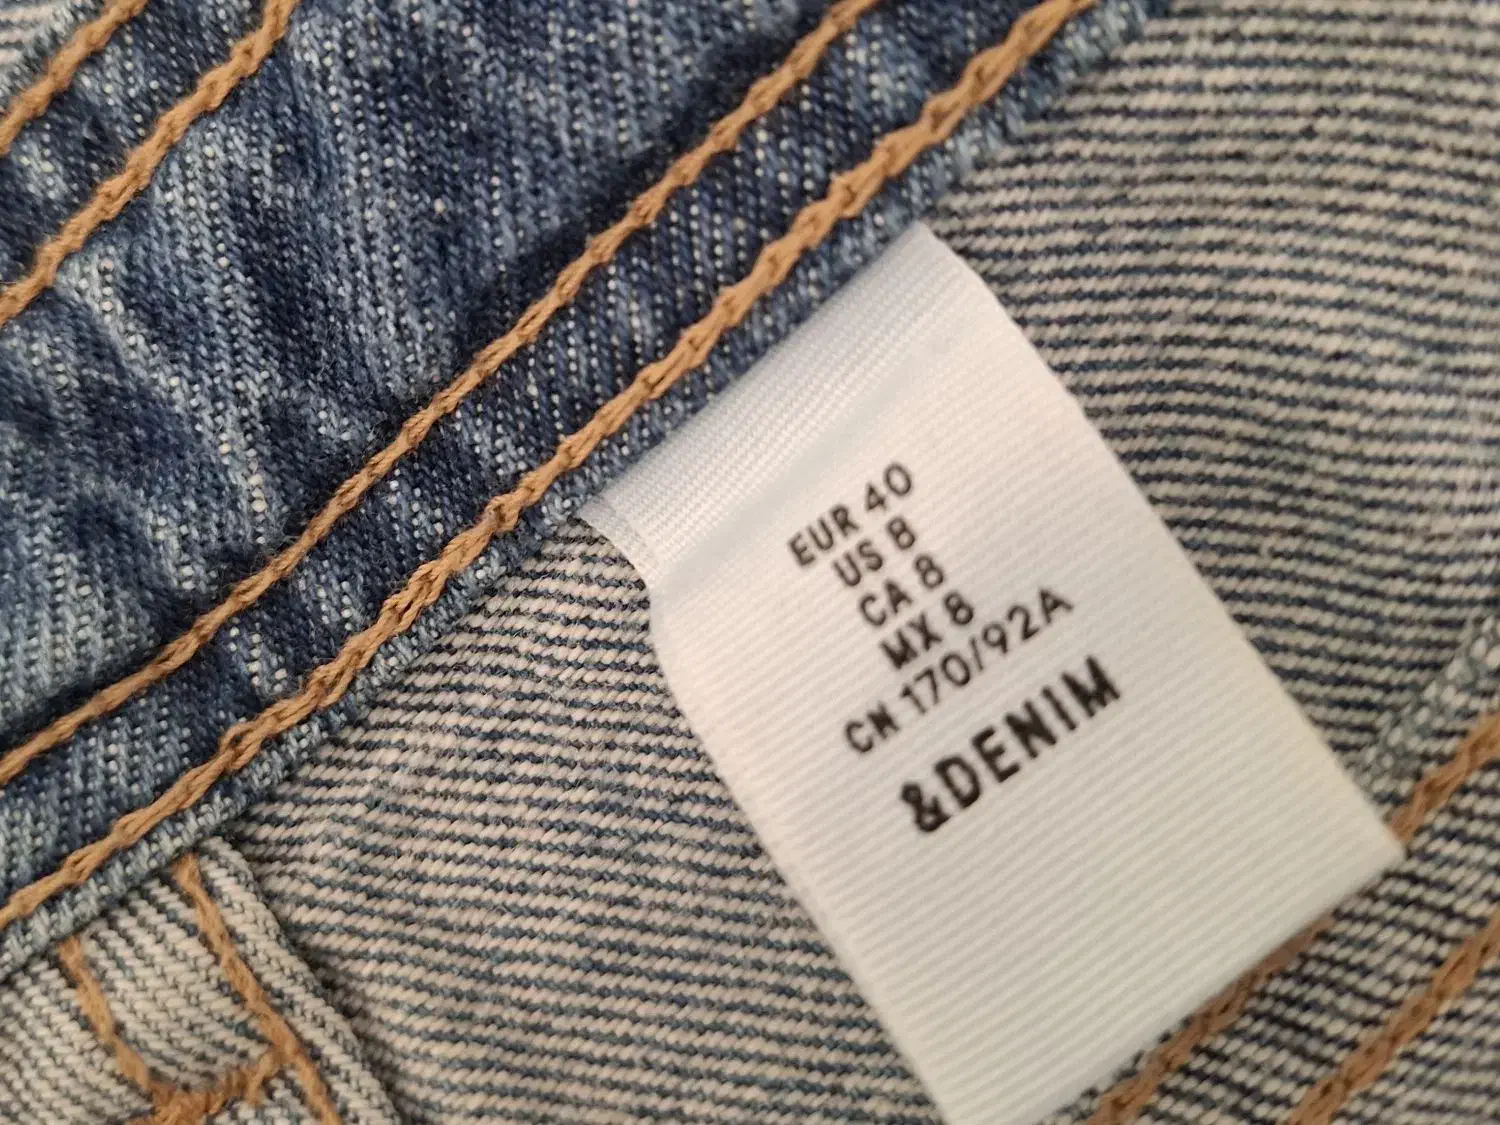 EUR 40
US 8
CA 8
MX 8
CN 170/92A
&DENIM